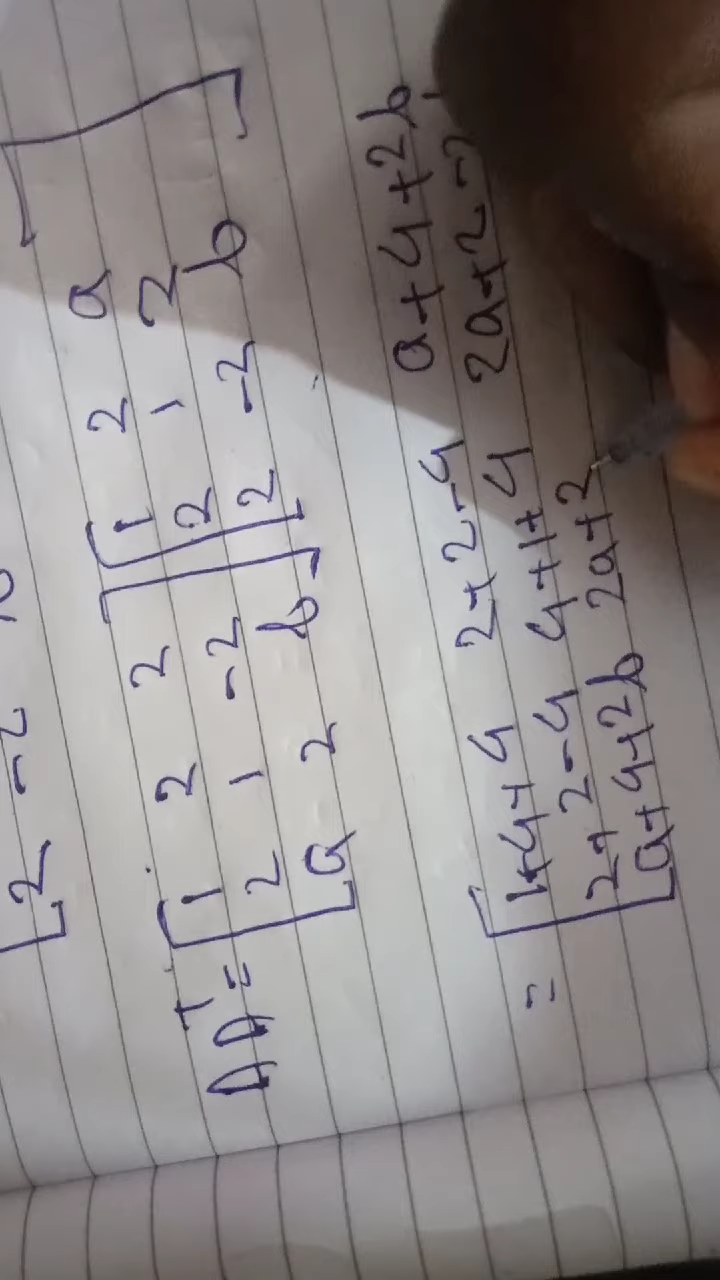 [2 -2
AA^T = [1 2 2 [1 2 a
2 1 -2 2 1 2
a 2 b] 2 -2 b]
= [1+4+4 2+2-4 a+4+2b
2+2-4 4+1+4 2a+2-
a+4+2b 2a+2